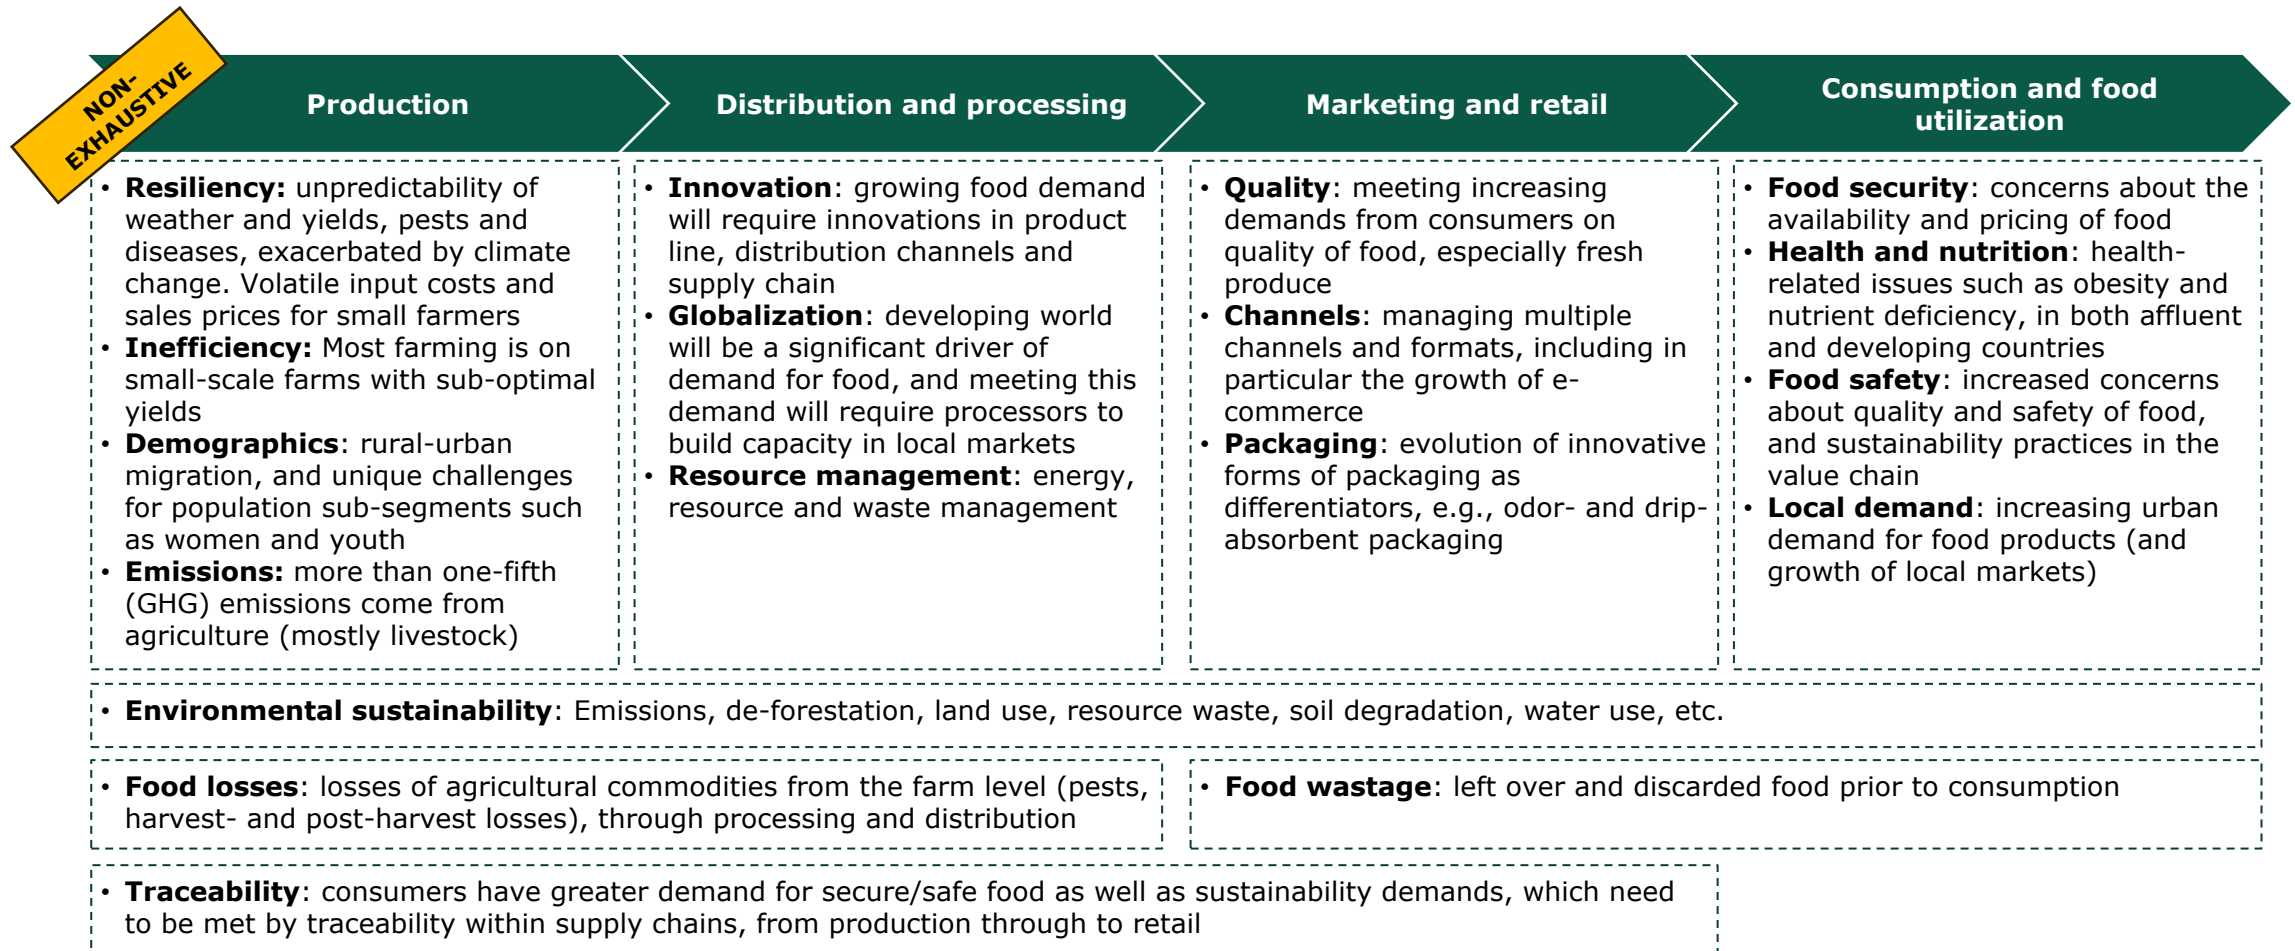 NON-
EXHAUSTIVE
Production
Distribution and processing
Marketing and retail
Consumption and food
utilization
• Resiliency: unpredictability of
weather and yields, pests and
diseases, exacerbated by climate
change. Volatile input costs and
sales prices for small farmers
• Inefficiency: Most farming is on
small-scale farms with sub-optimal
yields
• Demographics: rural-urban
migration, and unique challenges
for population sub-segments such
as women and youth
• Emissions: more than one-fifth
(GHG) emissions come from
agriculture (mostly livestock)
• Innovation: growing food demand
will require innovations in product
line, distribution channels and
supply chain
• Globalization: developing world
will be a significant driver of
demand for food, and meeting this
demand will require processors to
build capacity in local markets
• Resource management: energy,
resource and waste management
• Quality: meeting increasing
demands from consumers on
quality of food, especially fresh
produce
• Channels: managing multiple
channels and formats, including in
particular the growth of e-
commerce
• Packaging: evolution of innovative
forms of packaging as
differentiators, e.g., odor- and drip-
absorbent packaging
• Food security: concerns about the
availability and pricing of food
• Health and nutrition: health-
related issues such as obesity and
nutrient deficiency, in both affluent
and developing countries
• Food safety: increased concerns
about quality and safety of food,
and sustainability practices in the
value chain
• Local demand: increasing urban
demand for food products (and
growth of local markets)
• Environmental sustainability: Emissions, de-forestation, land use, resource waste, soil degradation, water use, etc.
• Food losses: losses of agricultural commodities from the farm level (pests,
harvest- and post-harvest losses), through processing and distribution
• Food wastage: left over and discarded food prior to consumption
• Traceability: consumers have greater demand for secure/safe food as well as sustainability demands, which need
to be met by traceability within supply chains, from production through to retail